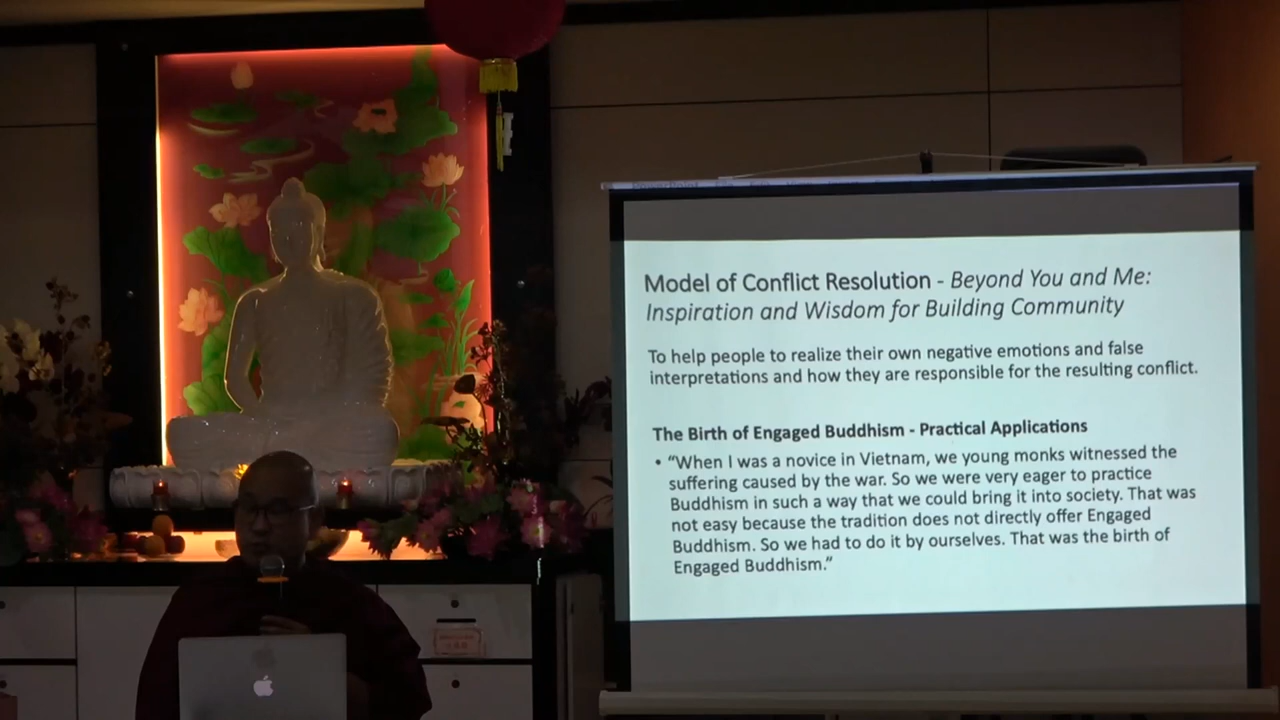 Model of Conflict Resolution - Beyond You and Me:
Inspiration and Wisdom for Building Community
To help people to realize their own negative emotions and false
interpretations and how they are responsible for the resulting conflict.
The Birth of Engaged Buddhism - Practical Applications
• “When I was a novice in Vietnam, we young monks witnessed the
suffering caused by the war. So we were very eager to practice
Buddhism in such a way that we could bring it into society. That was
not easy because the tradition does not directly offer Engaged
Buddhism. So we had to do it by ourselves. That was the birth of
Engaged Buddhism.”